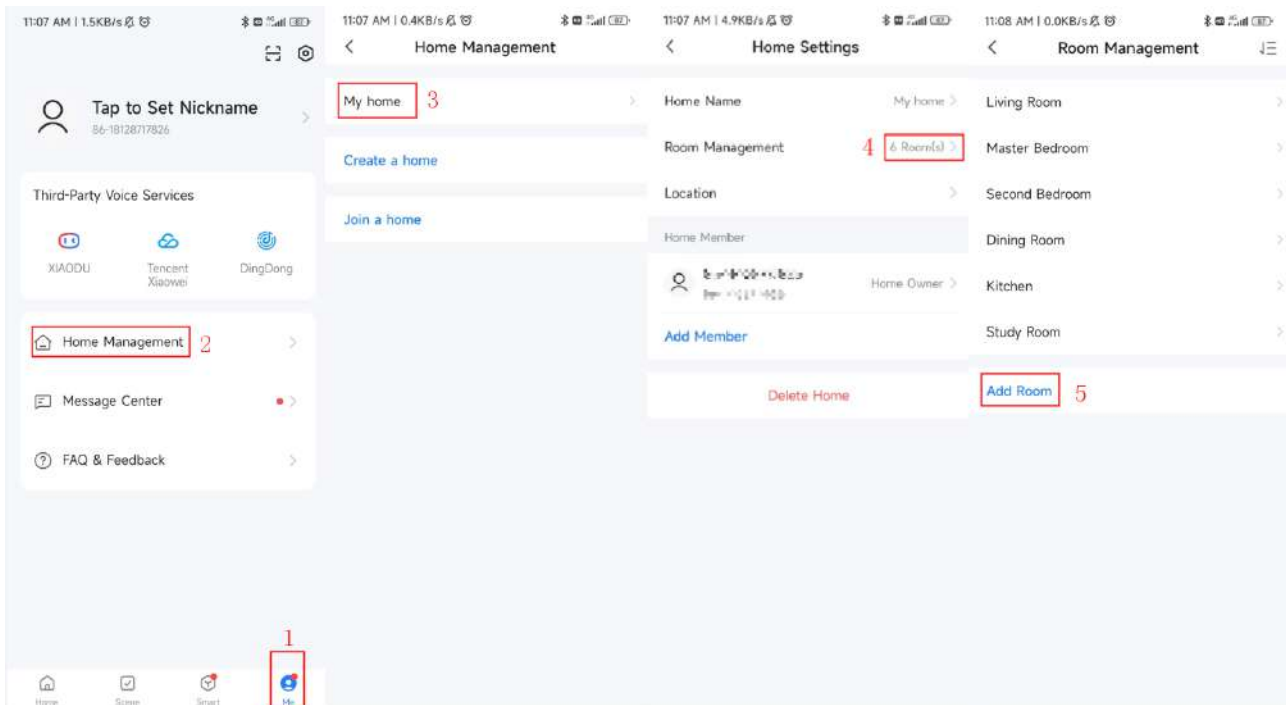 11:07 AM | 1.5KB/s
Tap to Set Nickname
86-18128717826
Third-Party Voice Services
XIAODU
Tencent Xiaowei
DingDong
Home Management 2
Message Center
FAQ & Feedback
1
Home
Scene
Smart
Me
11:07 AM | 0.4KB/s
Home Management
My home 3
Create a home
Join a home
11:07 AM | 4.9KB/s
Home Settings
Home Name My home
Room Management 4 6 Room(s)
Location
Home Member
Home Owner
Add Member
Delete Home
11:08 AM | 0.0KB/s
Room Management
Living Room
Master Bedroom
Second Bedroom
Dining Room
Kitchen
Study Room
Add Room 5